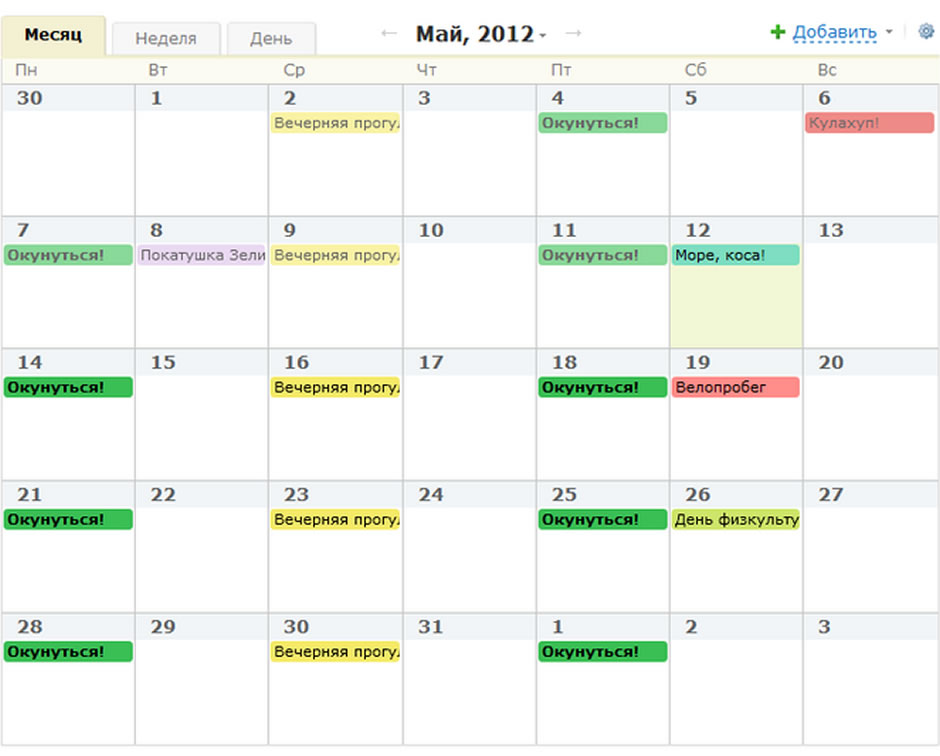 Месяц Неделя День ← Май, 2012 → Добавить
Пн Вт Ср Чт Пт Сб Вс
30 1 2 3 4 5 6
Вечерняя прогу Окунуться! Кулахуп!
7 8 9 10 11 12 13
Окунуться! Покатушка Зели Вечерняя прогу Окунуться! Море, коса!
14 15 16 17 18 19 20
Окунуться! Вечерняя прогу Окунуться! Велопробег
21 22 23 24 25 26 27
Окунуться! Вечерняя прогу Окунуться! День физкульту
28 29 30 31 1 2 3
Окунуться! Вечерняя прогу Окунуться!